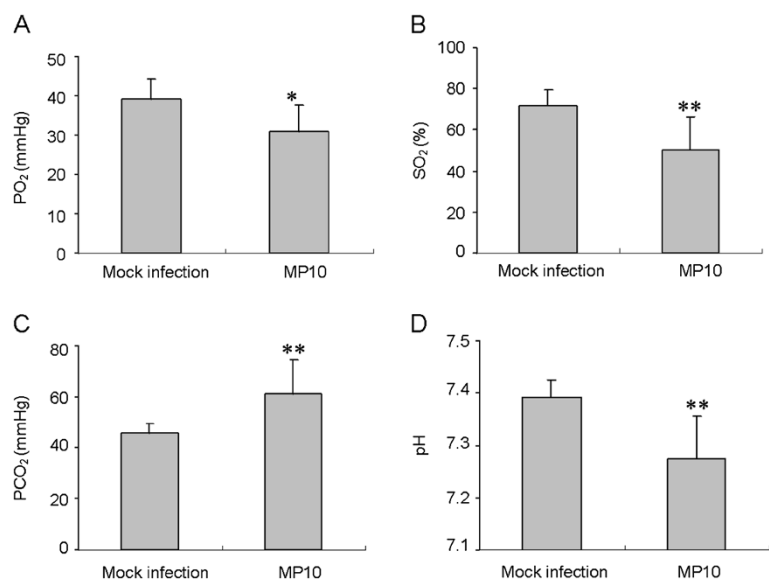 A
PO₂ (mmHg)
50
40
30
20
10
0
*
Mock infection
MP10
B
SO₂ (%)
100
80
60
40
20
0
**
Mock infection
MP10
C
PCO₂ (mmHg)
80
60
40
20
0
**
Mock infection
MP10
D
pH
7.5
7.4
7.3
7.2
7.1
**
Mock infection
MP10